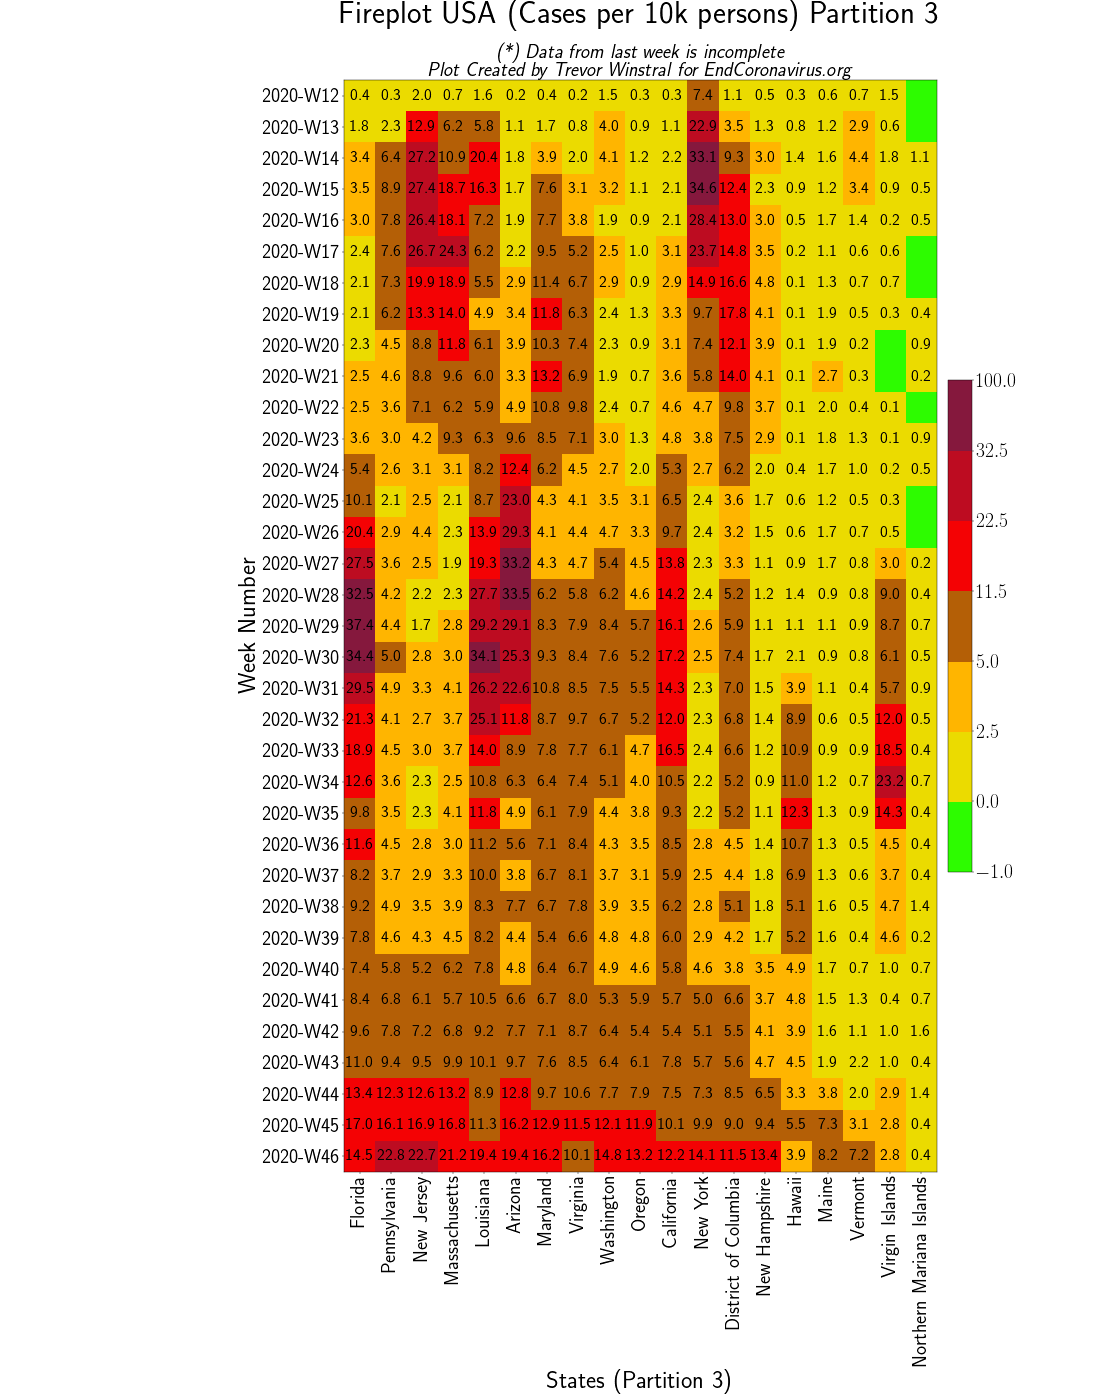 Fireplot USA (Cases per 10k persons) Partition 3
(*) Data from last week is incomplete
Plot Created by Trevor Winstral for EndCoronavirus.org
2020-W12 0.4 0.3 2.0 0.7 1.6 0.2 0.4 0.2 1.5 0.3 0.3 7.4 1.1 0.5 0.3 0.6 0.7 1.5
2020-W13 1.8 2.3 12.9 6.2 5.8 1.1 1.7 0.8 4.0 0.9 1.1 22.9 3.5 1.3 0.8 1.2 2.9 0.6
2020-W14 3.4 6.4 27.2 10.9 20.4 1.8 3.9 2.0 4.1 1.2 2.2 33.1 9.3 3.0 1.4 1.6 4.4 1.8 1.1
2020-W15 3.5 8.9 27.4 18.7 16.3 1.7 7.6 3.1 3.2 1.1 2.1 34.6 12.4 2.3 0.9 1.2 3.4 0.9 0.5
2020-W16 3.0 7.8 26.4 18.1 7.2 1.9 7.7 3.8 1.9 0.9 2.1 28.4 13.0 3.0 0.5 1.7 1.4 0.2 0.5
2020-W17 2.4 7.6 26.7 24.3 6.2 2.2 9.5 5.2 2.5 1.0 3.1 23.7 14.8 3.5 0.2 1.1 0.6 0.6
2020-W18 2.1 7.3 19.9 18.9 5.5 2.9 11.4 6.7 2.9 0.9 2.9 14.9 16.6 4.8 0.1 1.3 0.7 0.7
2020-W19 2.1 6.2 13.3 14.0 4.9 3.4 11.8 6.3 2.4 1.3 3.3 9.7 17.8 4.1 0.1 1.9 0.5 0.3 0.4
2020-W20 2.3 4.5 8.8 11.8 6.1 3.9 10.3 7.4 2.3 0.9 3.1 7.4 12.1 3.9 0.1 1.9 0.2 0.9
2020-W21 2.5 4.6 8.8 9.6 6.0 3.3 13.2 6.9 1.9 0.7 3.6 5.8 14.0 4.1 0.1 2.7 0.3 0.2
2020-W22 2.5 3.6 7.1 6.2 5.9 4.9 10.8 9.8 2.4 0.7 4.6 4.7 9.8 3.7 0.1 2.0 0.4 0.1
2020-W23 3.6 3.0 4.2 9.3 6.3 9.6 8.5 7.1 3.0 1.3 4.8 3.8 7.5 2.9 0.1 1.8 1.3 0.1 0.9
2020-W24 5.4 2.6 3.1 3.1 8.2 12.4 6.2 4.5 2.7 2.0 5.3 2.7 6.2 2.0 0.4 1.7 1.0 0.2 0.5
2020-W25 10.1 2.1 2.5 2.1 8.7 23.0 4.3 4.1 3.5 3.1 6.5 2.4 3.6 1.7 0.6 1.2 0.5 0.3
2020-W26 20.4 2.9 4.4 2.3 13.9 29.3 4.1 4.4 4.7 3.3 9.7 2.4 3.2 1.5 0.6 1.7 0.7 0.5
2020-W27 27.5 3.6 2.5 1.9 19.3 33.2 4.3 4.7 5.4 4.5 13.8 2.3 3.3 1.1 0.9 1.7 0.8 3.0 0.2
2020-W28 32.5 4.2 2.2 2.3 27.7 33.5 6.2 5.8 6.2 4.6 14.2 2.4 5.2 1.2 1.4 0.9 0.8 9.0 0.4
2020-W29 37.4 4.4 1.7 2.8 29.2 29.1 8.3 7.9 8.4 5.7 16.1 2.6 5.9 1.1 1.1 1.1 0.9 8.7 0.7
2020-W30 34.4 5.0 2.8 3.0 34.1 25.3 9.3 8.4 7.6 5.2 17.2 2.5 7.4 1.7 2.1 0.9 0.8 6.1 0.5
2020-W31 29.5 4.9 3.3 4.1 26.2 22.6 10.8 8.5 7.5 5.5 14.3 2.3 7.0 1.5 3.9 1.1 0.4 5.7 0.9
2020-W32 21.3 4.1 2.7 3.7 25.1 11.8 8.7 9.7 6.7 5.2 12.0 2.3 6.8 1.4 8.9 0.6 0.5 12.0 0.5
2020-W33 18.9 4.5 3.0 3.7 14.0 8.9 7.8 7.7 6.1 4.7 16.5 2.4 6.6 1.2 10.9 0.9 0.9 18.5 0.4
2020-W34 12.6 3.6 2.3 2.5 10.8 6.3 6.4 7.4 5.1 4.0 10.5 2.2 5.2 0.9 11.0 1.2 0.7 23.2 0.7
2020-W35 9.8 3.5 2.3 4.1 11.8 4.9 6.1 7.9 4.4 3.8 9.3 2.2 5.2 1.1 12.3 1.3 0.9 14.3 0.4
2020-W36 11.6 4.5 2.8 3.0 11.2 5.6 7.1 8.4 4.3 3.5 8.5 2.8 4.5 1.4 10.7 1.3 0.5 4.5 0.4
2020-W37 8.2 3.7 2.9 3.3 10.0 3.8 6.7 8.1 3.7 3.1 5.9 2.5 4.4 1.8 6.9 1.3 0.6 3.7 0.4
2020-W38 9.2 4.9 3.5 3.9 8.3 7.7 6.7 7.8 3.9 3.5 6.2 2.8 5.1 1.8 5.1 1.6 0.5 4.7 1.4
2020-W39 7.8 4.6 4.3 4.5 8.2 4.4 5.4 6.6 4.8 4.8 6.0 2.9 4.2 1.7 5.2 1.6 0.4 4.6 0.2
2020-W40 7.4 5.8 5.2 6.2 7.8 4.8 6.4 6.7 4.9 4.6 5.8 4.6 3.8 3.5 4.9 1.7 0.7 1.0 0.7
2020-W41 8.4 6.8 6.1 5.7 10.5 6.6 6.7 8.0 5.3 5.9 5.7 5.0 6.6 3.7 4.8 1.5 1.3 0.4 0.7
2020-W42 9.6 7.8 7.2 6.8 9.2 7.7 7.1 8.7 6.4 5.4 5.4 5.1 5.5 4.1 3.9 1.6 1.1 1.0 1.6
2020-W43 11.0 9.4 9.5 9.9 10.1 9.7 7.6 8.5 6.4 6.1 7.8 5.7 5.6 4.7 4.5 1.9 2.2 1.0 0.4
2020-W44 13.4 12.3 12.6 13.2 8.9 12.8 9.7 10.6 7.7 7.9 7.5 7.3 8.5 6.5 3.3 3.8 2.0 2.9 1.4
2020-W45 17.0 16.1 16.9 16.8 11.3 16.2 12.9 11.5 12.1 11.9 10.1 9.9 9.0 9.4 5.5 7.3 3.1 2.8 0.4
2020-W46 14.5 22.8 22.7 21.2 19.4 19.4 16.2 10.1 14.8 13.2 12.2 14.1 11.5 13.4 3.9 8.2 7.2 2.8 0.4
Week Number
Florida
Pennsylvania
New Jersey
Massachusetts
Louisiana
Arizona
Maryland
Virginia
Washington
Oregon
California
New York
District of Columbia
New Hampshire
Hawaii
Maine
Vermont
Virgin Islands
Northern Mariana Islands
States (Partition 3)
100.0
32.5
22.5
11.5
5.0
2.5
0.0
−1.0